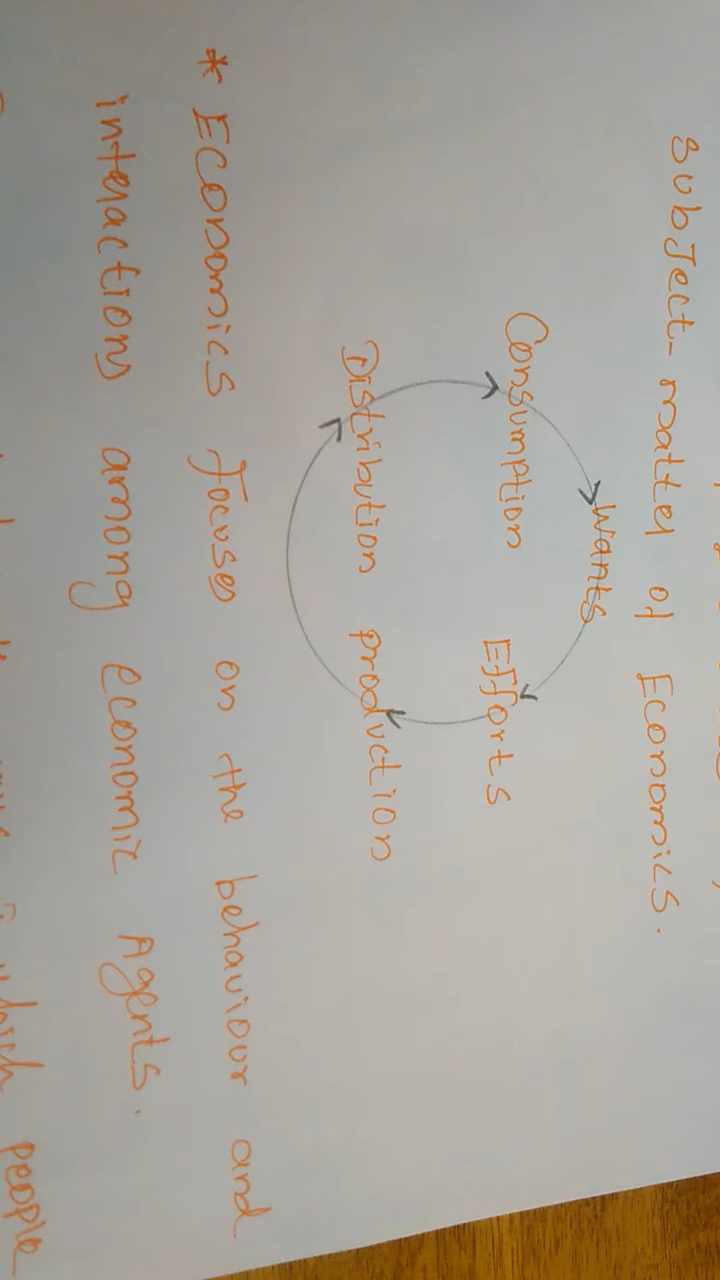 subject-matter of Economics.
Wants
Consumption Efforts
Distribution production
* Economics focuses on the behaviour and
interactions among economic Agents.
which people